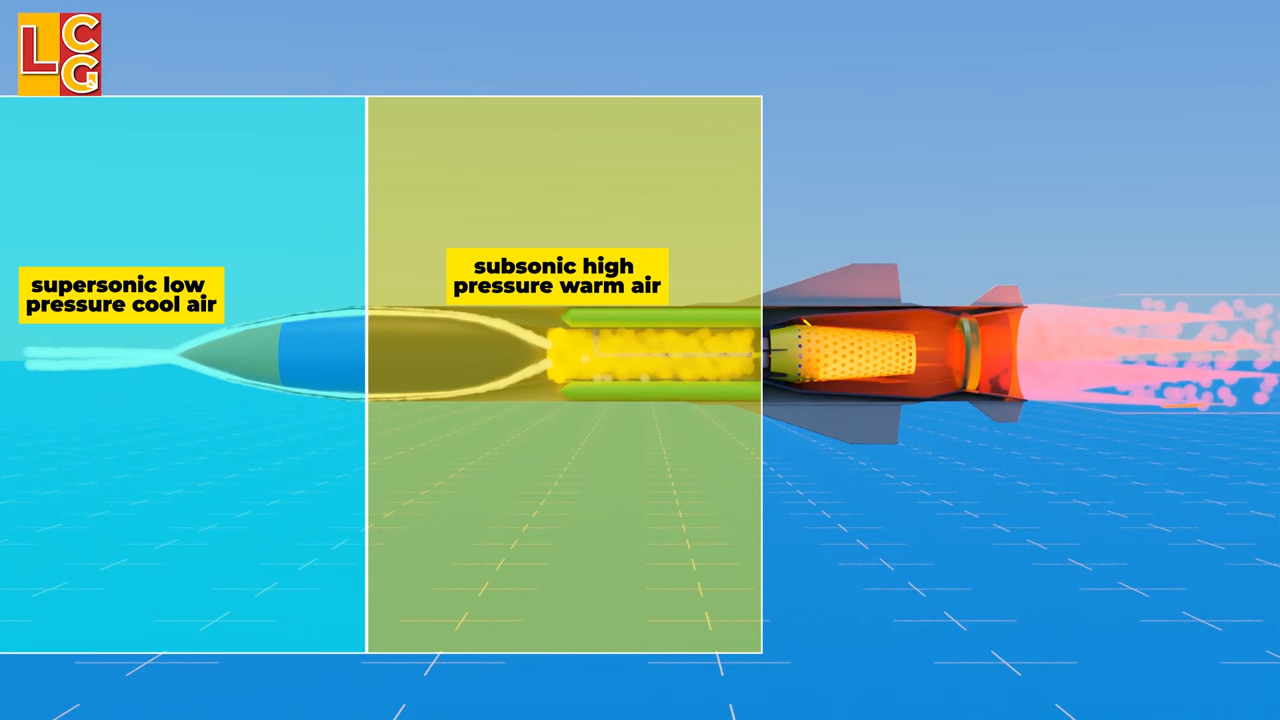 LCG
supersonic low
pressure cool air
subsonic high
pressure warm air